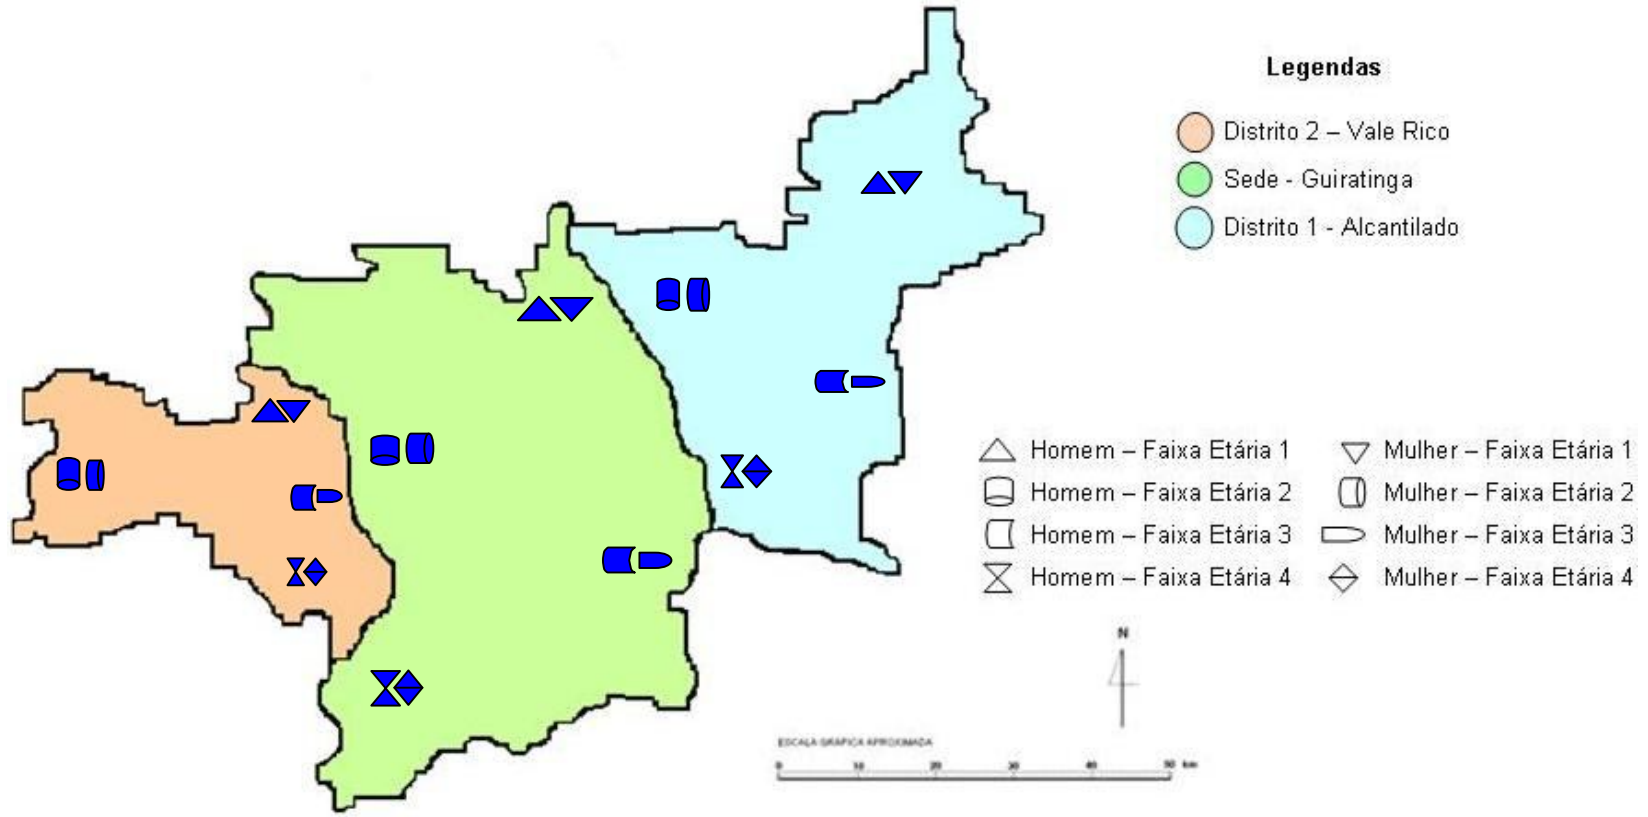 Legendas
Distrito 2 – Vale Rico
Sede - Guiratinga
Distrito 1 - Alcantilado
Homem – Faixa Etária 1
Mulher – Faixa Etária 1
Homem – Faixa Etária 2
Mulher – Faixa Etária 2
Homem – Faixa Etária 3
Mulher – Faixa Etária 3
Homem – Faixa Etária 4
Mulher – Faixa Etária 4
N
ESCALA GRÁFICA APROXIMADA
0 10 20 30 40 50 km